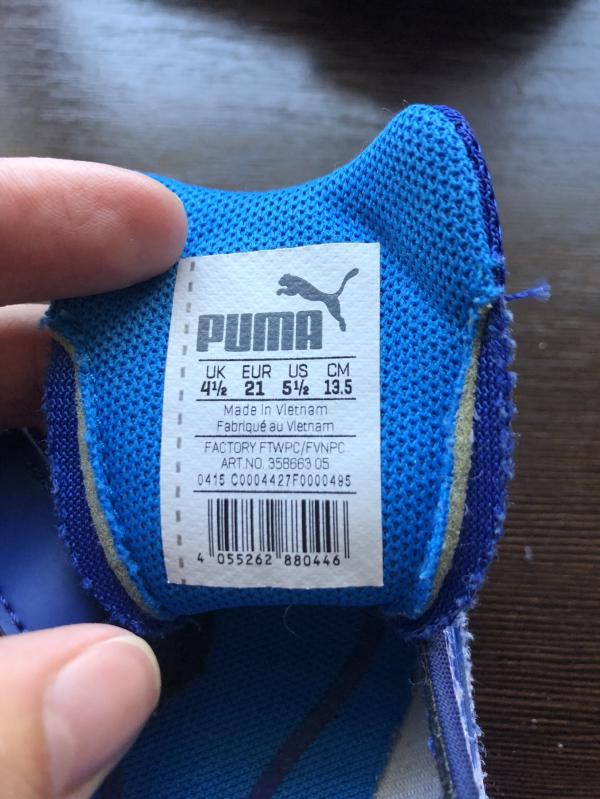 PUMA
UK EUR US CM
4½ 21 5½ 13.5
Made in Vietnam
Fabriqué au Vietnam
FACTORY FTWPC/FVNPC
ART.NO. 358663 05
0415 C0004427F0000495
4 055262 880446